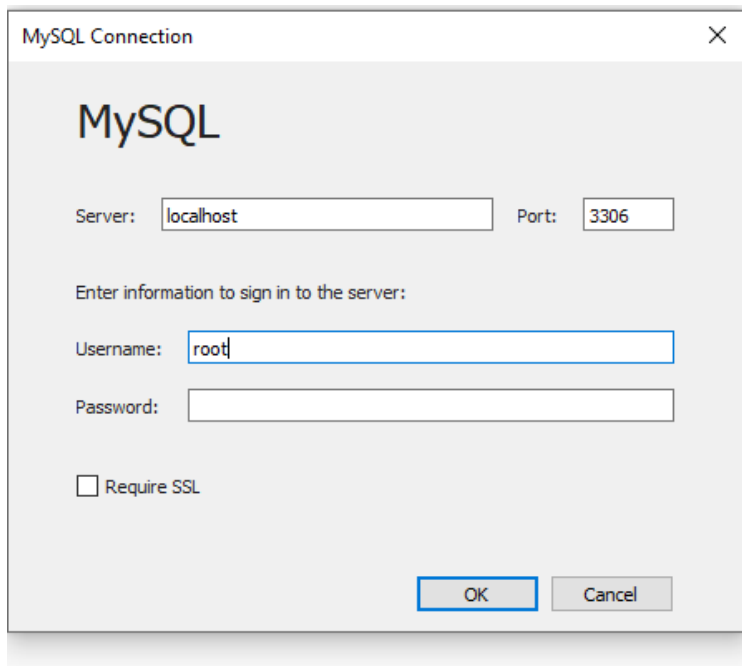 MySQL Connection
MySQL
Server: localhost Port: 3306
Enter information to sign in to the server:
Username: root
Password:
Require SSL
OK Cancel